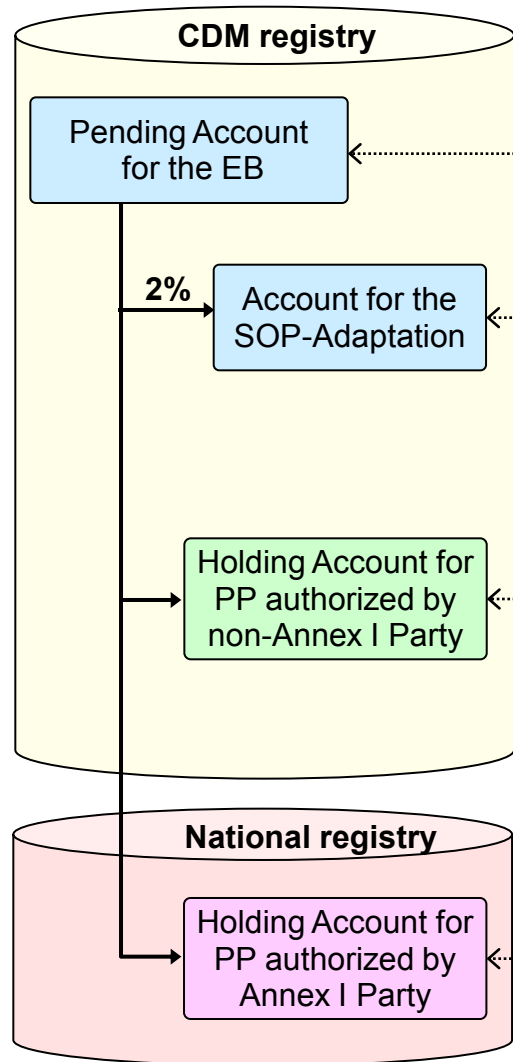 CDM registry
Pending Account
for the EB
2%
Account for the
SOP-Adaptation
Holding Account for
PP authorized by
non-Annex I Party
National registry
Holding Account for
PP authorized by
Annex I Party